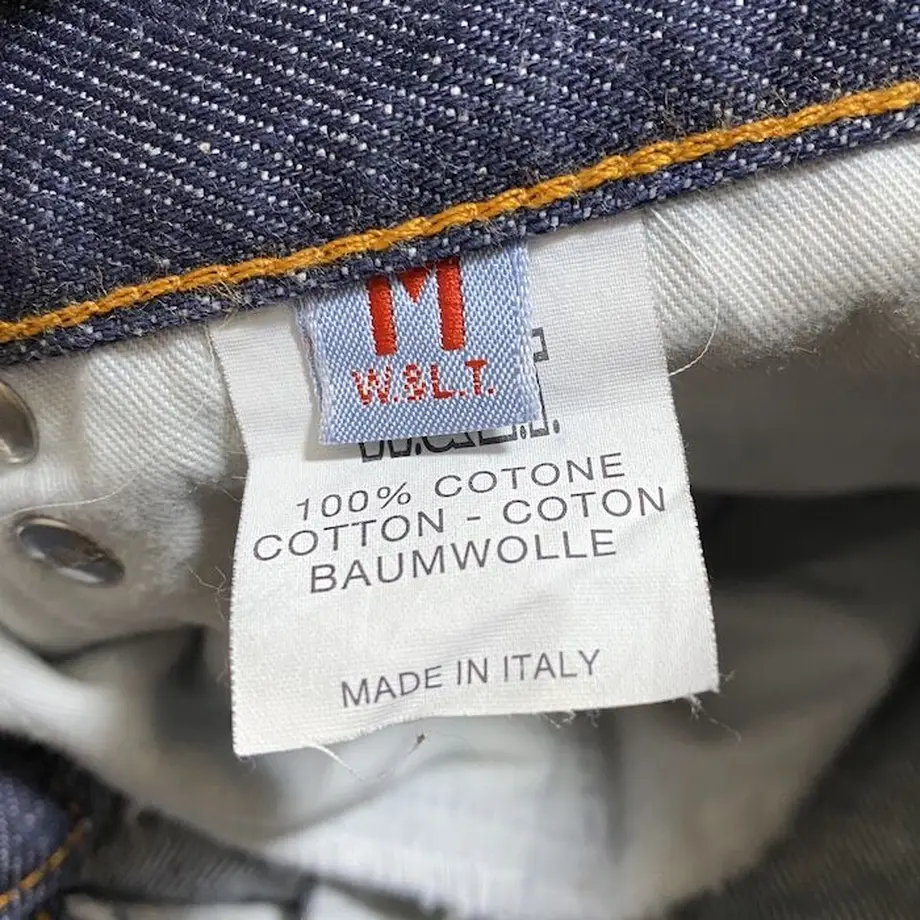 M
W.&L.T.
100% COTONE
COTTON - COTON
BAUMWOLLE
MADE IN ITALY